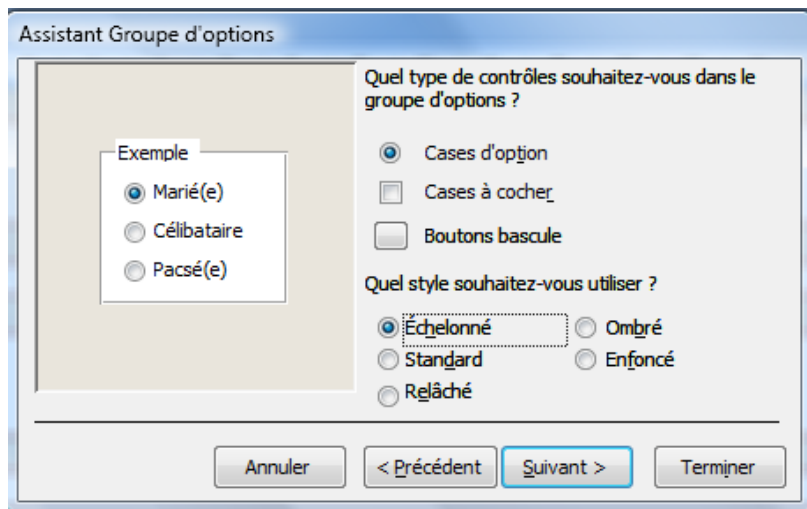 Assistant Groupe d'options
Quel type de contrôles souhaitez-vous dans le
groupe d'options ?
Exemple
Marié(e)
Célibataire
Pacsé(e)
Cases d'option
Cases à cocher
Boutons bascule
Quel style souhaitez-vous utiliser ?
Échelonné
Ombré
Standard
Enfoncé
Relâché
Annuler
< Précédent
Suivant >
Terminer